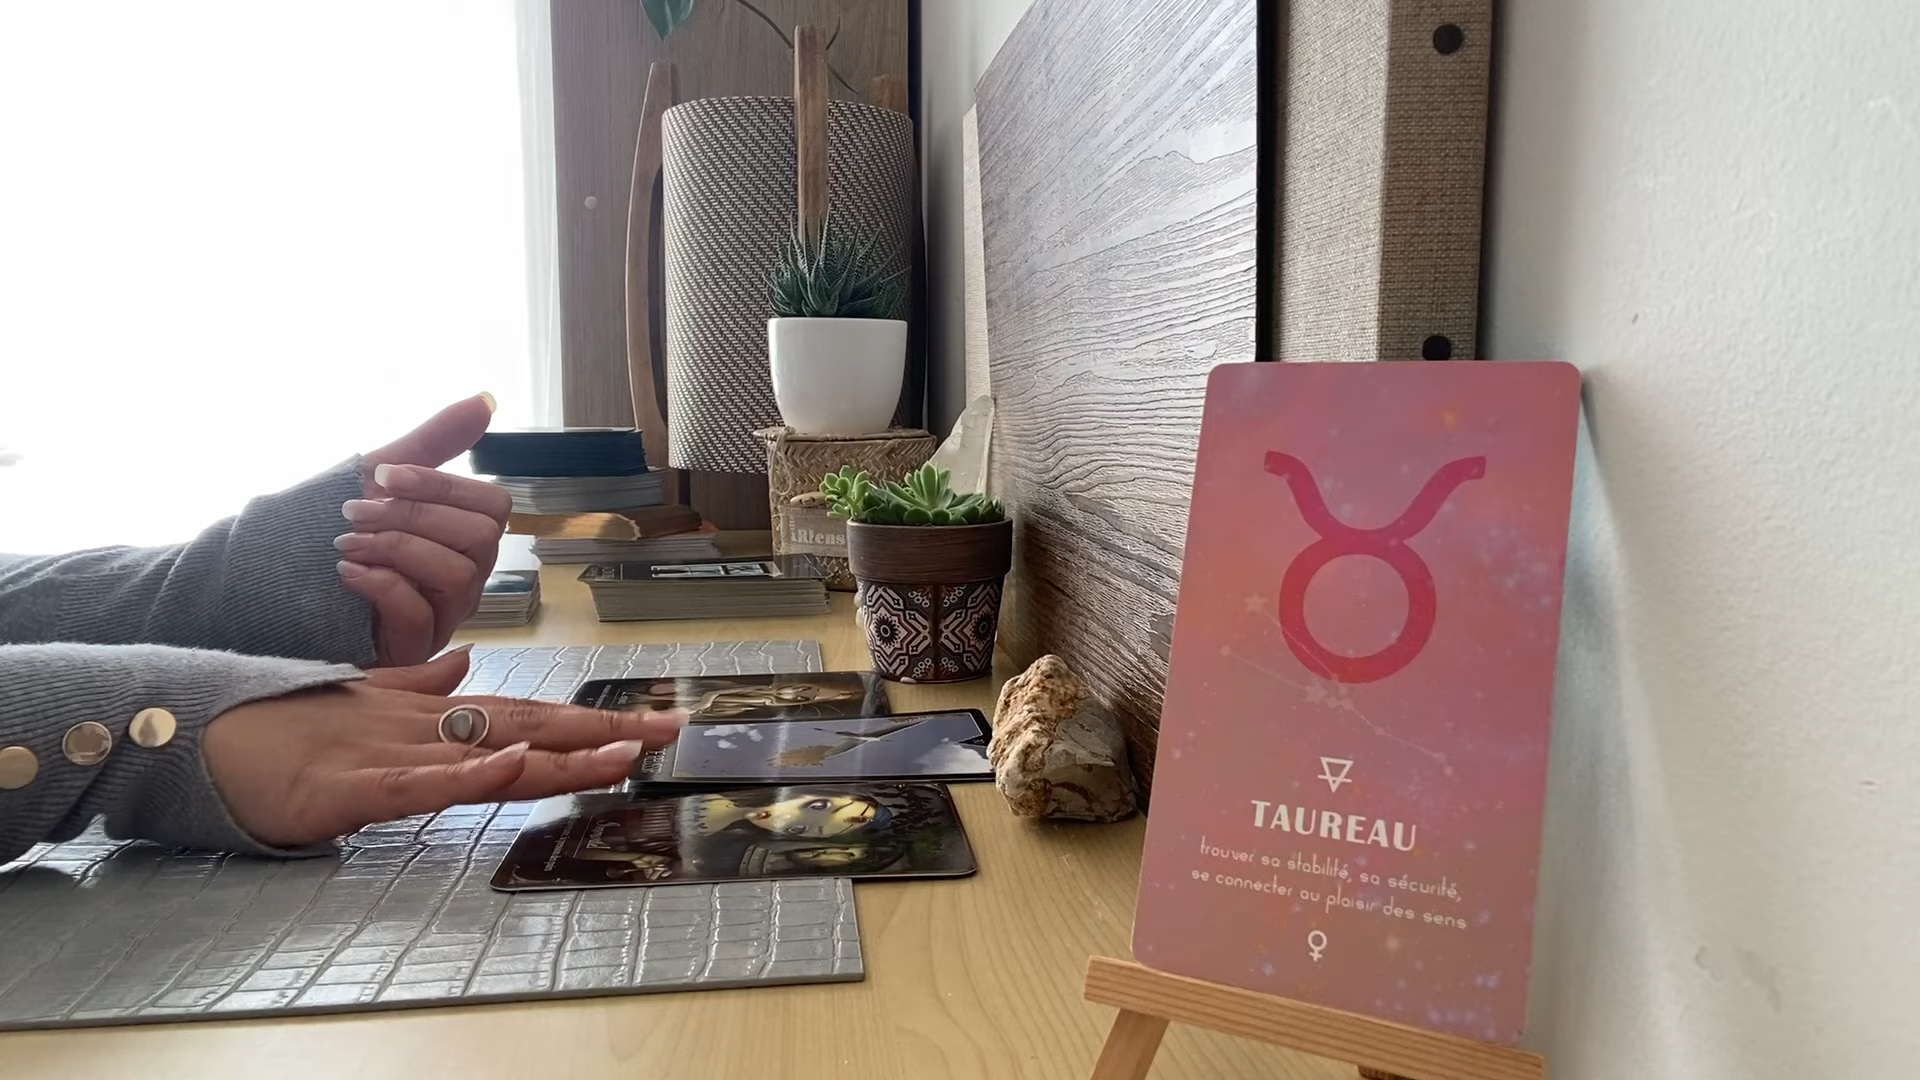 TAUREAU
trouver sa stabilité, sa sécurité,
se connecter au plaisir des sens